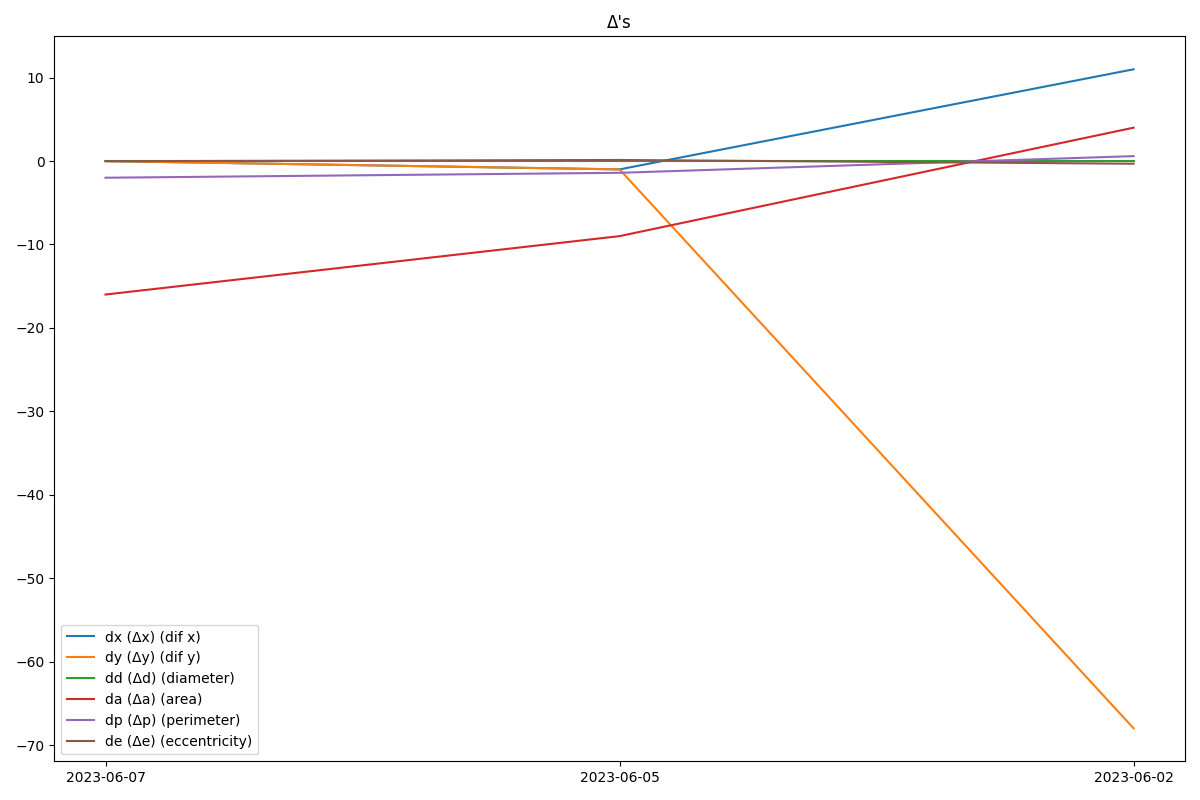 Δ's
10
0
−10
−20
−30
−40
−50
−60
−70
dx (Δx) (dif x)
dy (Δy) (dif y)
dd (Δd) (diameter)
da (Δa) (area)
dp (Δp) (perimeter)
de (Δe) (eccentricity)
2023-06-07
2023-06-05
2023-06-02